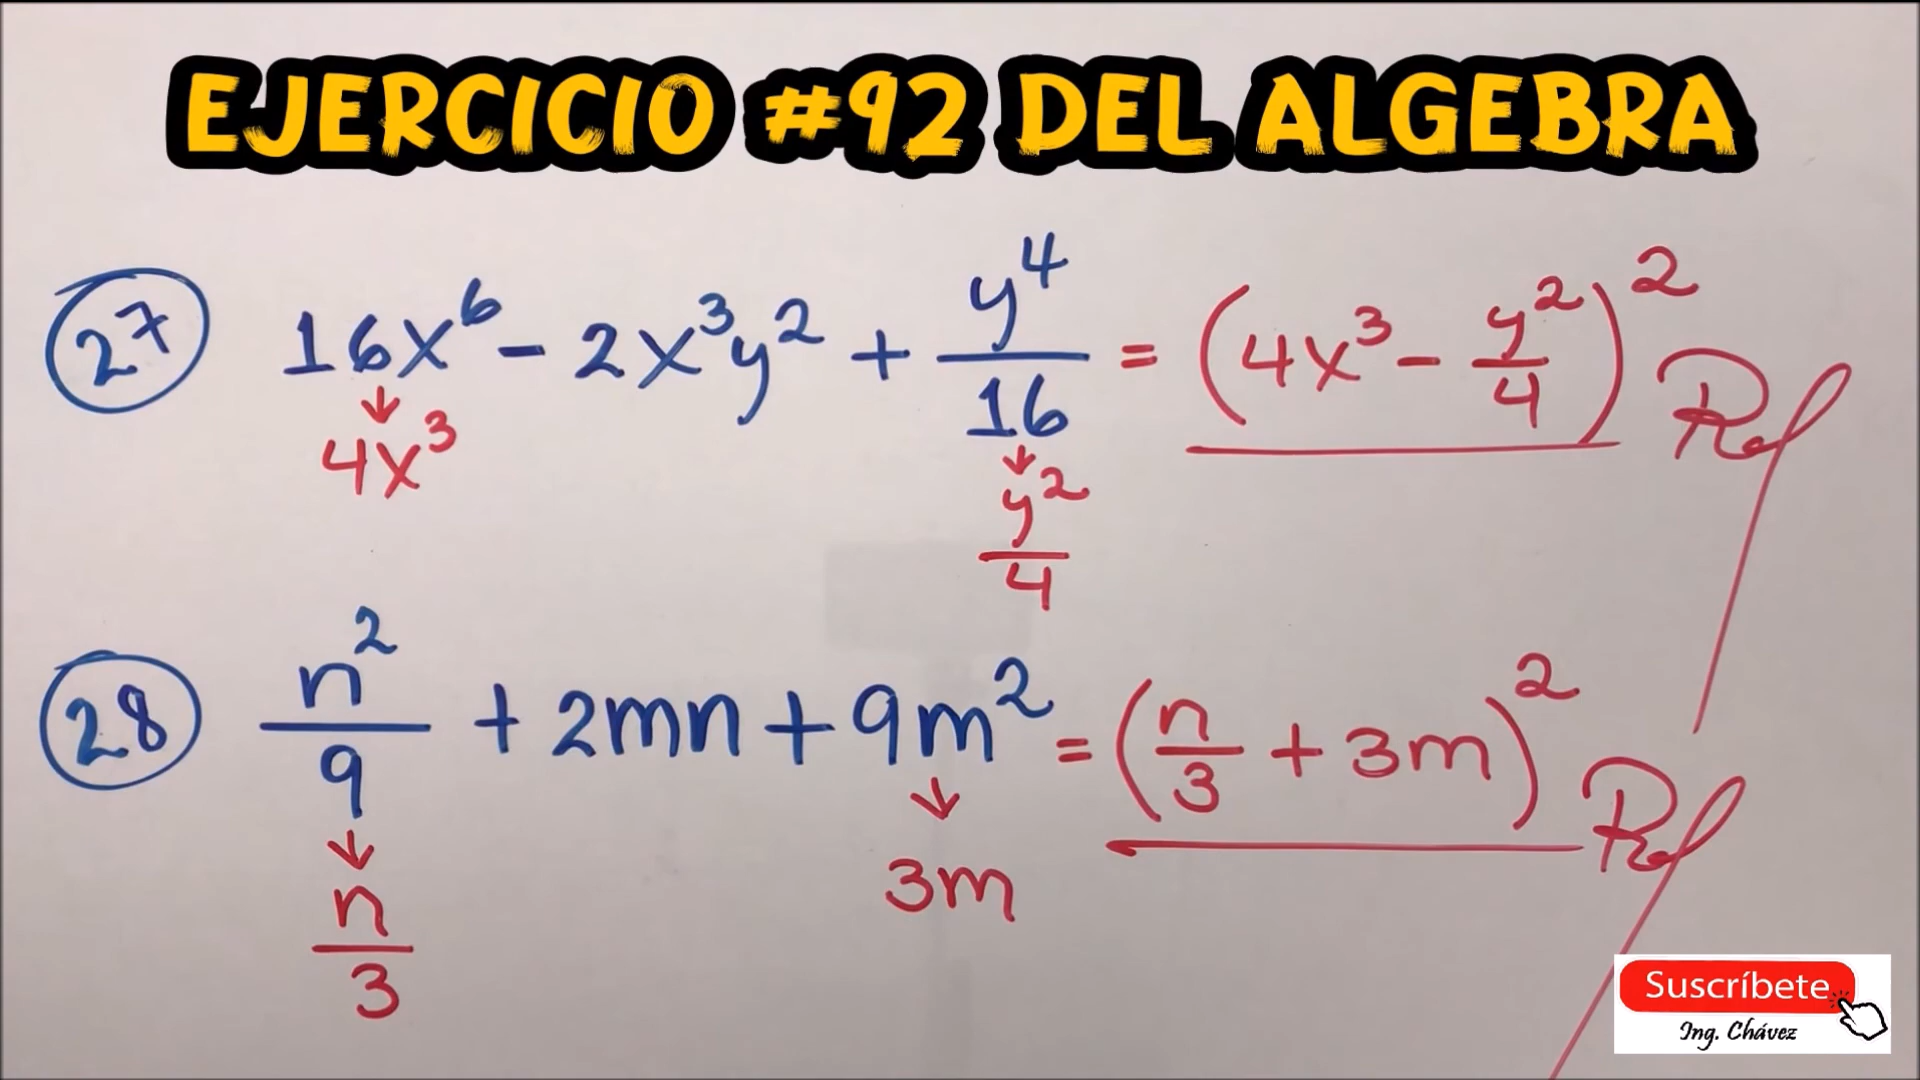 EJERCICIO #92 DEL ALGEBRA
27 16x⁶ - 2x³y² + y⁴/16 = (4x³ - y²/4)²
4x³ y²/4
28 n²/9 + 2mn + 9m² = (n/3 + 3m)²
n/3 3m
Suscríbete
Ing. Chávez